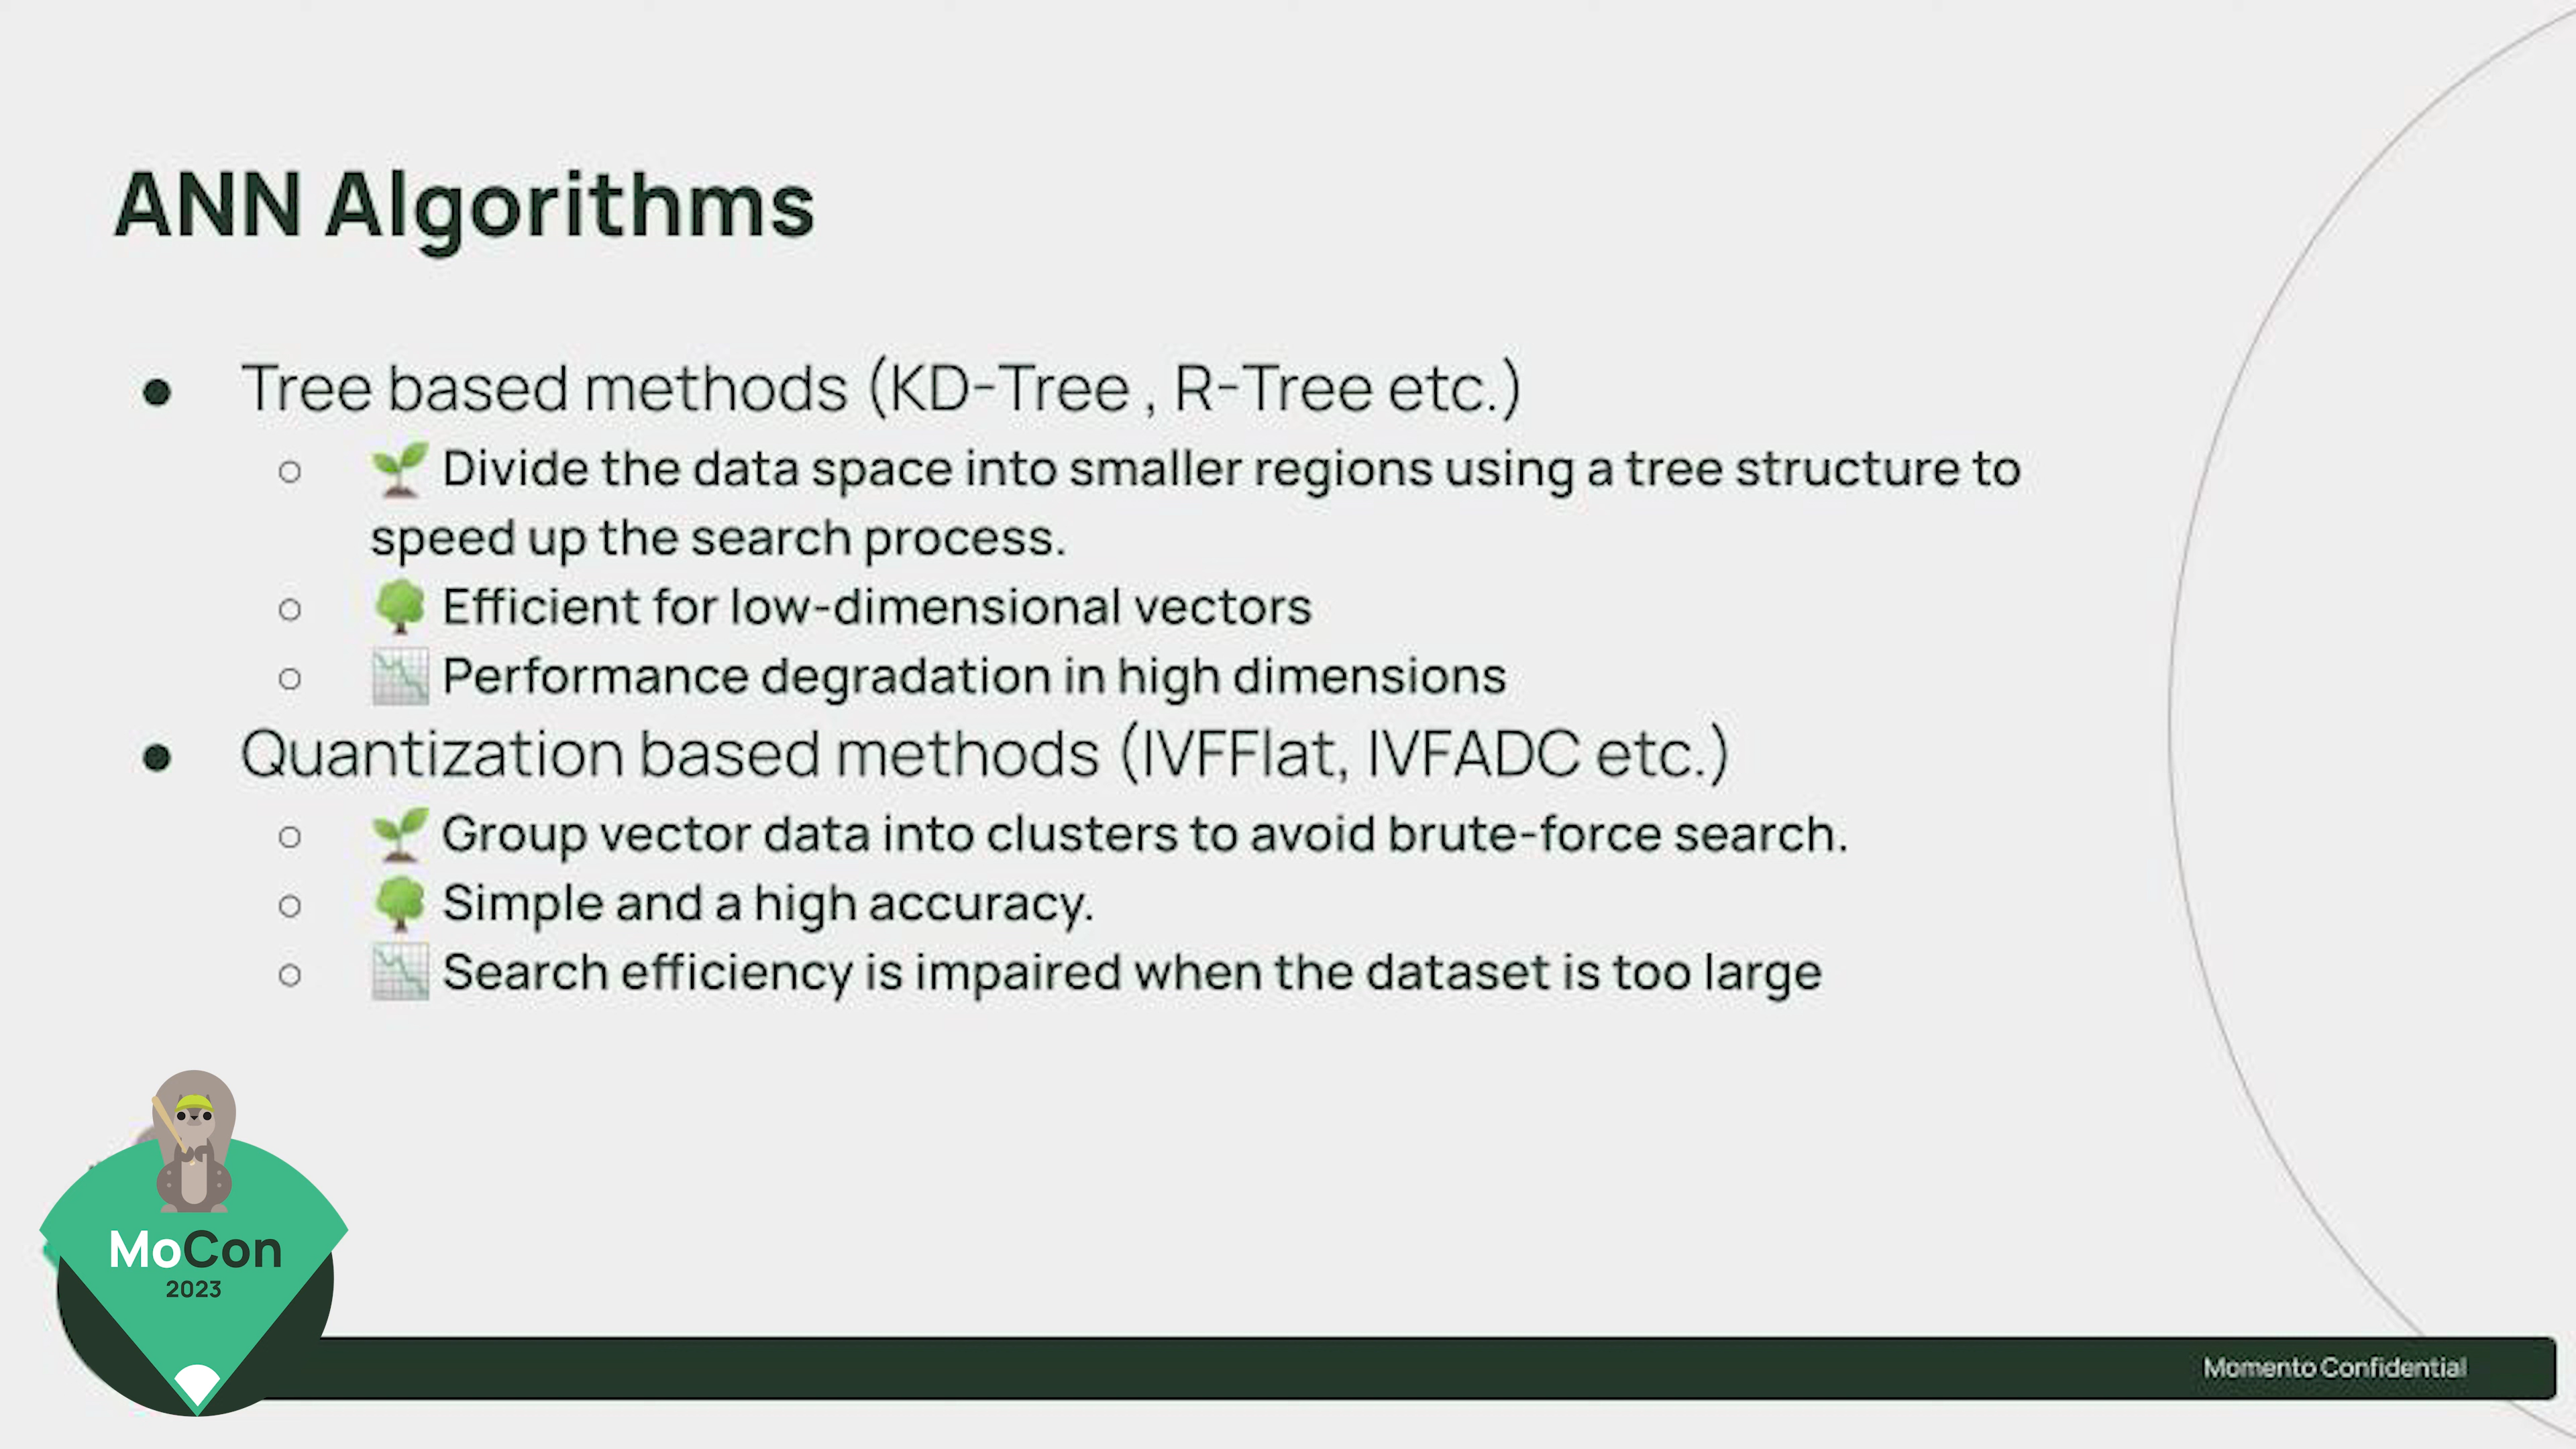 ANN Algorithms
● Tree based methods (KD-Tree , R-Tree etc.)
○ 🌱 Divide the data space into smaller regions using a tree structure to
speed up the search process.
○ 🌳 Efficient for low-dimensional vectors
○ 📉 Performance degradation in high dimensions
● Quantization based methods (IVFFlat, IVFADC etc.)
○ 🌱 Group vector data into clusters to avoid brute-force search.
○ 🌳 Simple and a high accuracy.
○ 📉 Search efficiency is impaired when the dataset is too large
MoCon
2023
Momento Confidential